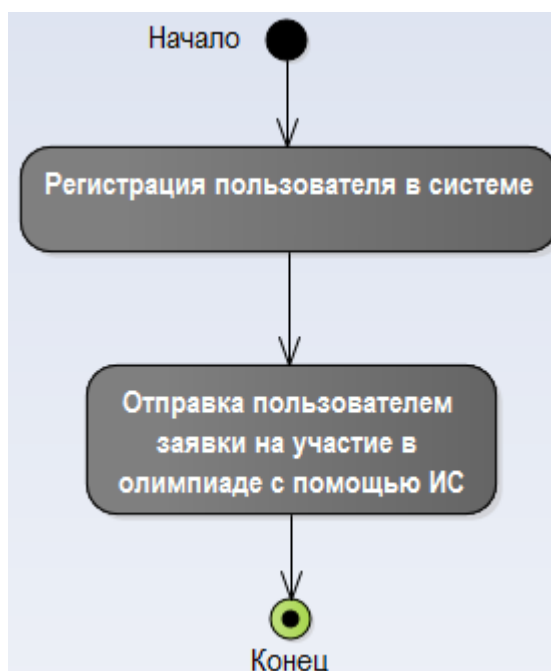 Начало
Регистрация пользователя в системе
Отправка пользователем
заявки на участие в
олимпиаде с помощью ИС
Конец